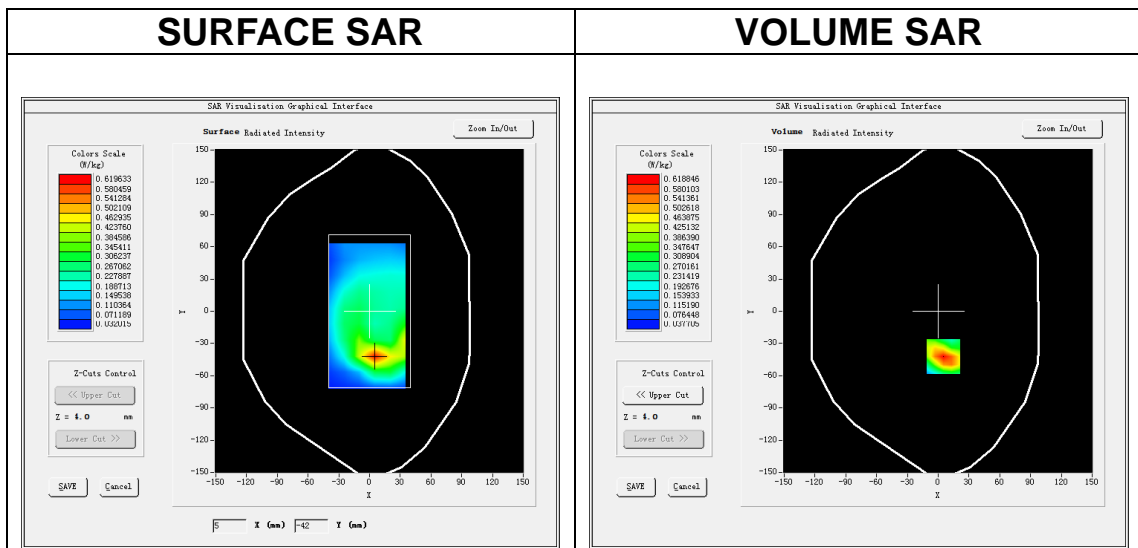 SURFACE SAR
VOLUME SAR
SAR Visualisation Graphical Interface
Surface Radiated Intensity
Zoom In/Out
Colors Scale
(W/kg)
0.619633
0.580459
0.541284
0.502109
0.462935
0.423760
0.384586
0.345411
0.306237
0.267062
0.227887
0.188713
0.149538
0.110364
0.071189
0.032015
Z-Cuts Control
<< Upper Cut
Z = 4.0 mm
Lower Cut >>
SAVE Cancel
150
120
90
60
30
0
-30
-60
-90
-120
-150
Y
-150 -120 -90 -60 -30 0 30 60 90 120 150
X
5 X (mm) -42 Y (mm)
SAR Visualisation Graphical Interface
Volume Radiated Intensity
Zoom In/Out
Colors Scale
(W/kg)
0.618846
0.580103
0.541361
0.502618
0.463875
0.425132
0.386390
0.347647
0.308904
0.270161
0.231419
0.192676
0.153933
0.115190
0.076448
0.037705
Z-Cuts Control
<< Upper Cut
Z = 4.0 mm
Lower Cut >>
SAVE Cancel
150
120
90
60
30
0
-30
-60
-90
-120
-150
Y
-150 -120 -90 -60 -30 0 30 60 90 120 150
X